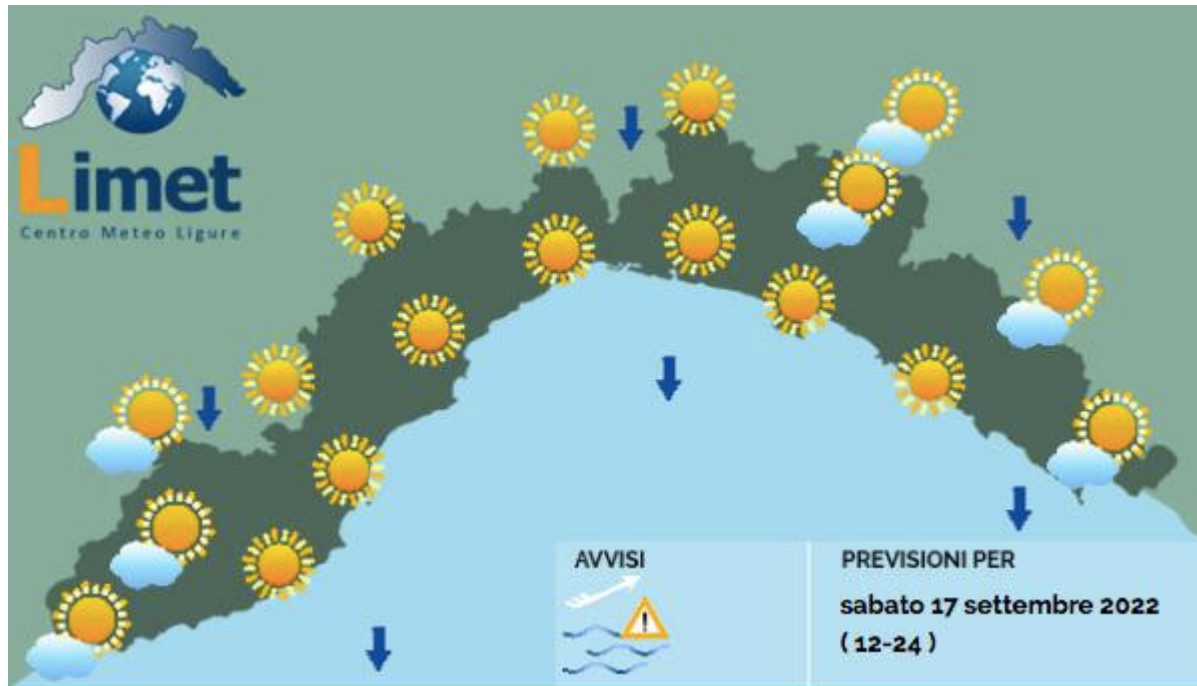 Limet
Centro Meteo Ligure
AVVISI
PREVISIONI PER
sabato 17 settembre 2022
( 12-24 )